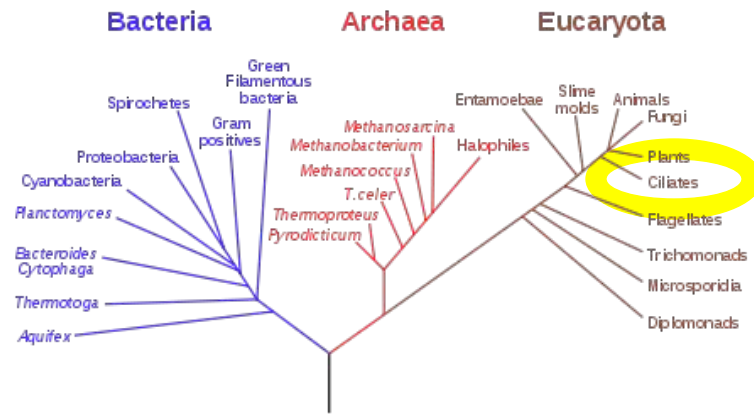 Bacteria
Archaea
Eucaryota
Green
Filamentous
bacteria
Spirochetes
Gram
positives
Proteobacteria
Cyanobacteria
Planctomyces
Bacteroides
Cytophaga
Thermotoga
Aquifex
Methanosarcina
Methanobacterium
Halophiles
Methanococcus
T.celer
Thermoproteus
Pyrodicticum
Entamoebae
Slime
molds
Animals
Fungi
Plants
Ciliates
Flagellates
Trichomonads
Microsporidia
Diplomonads